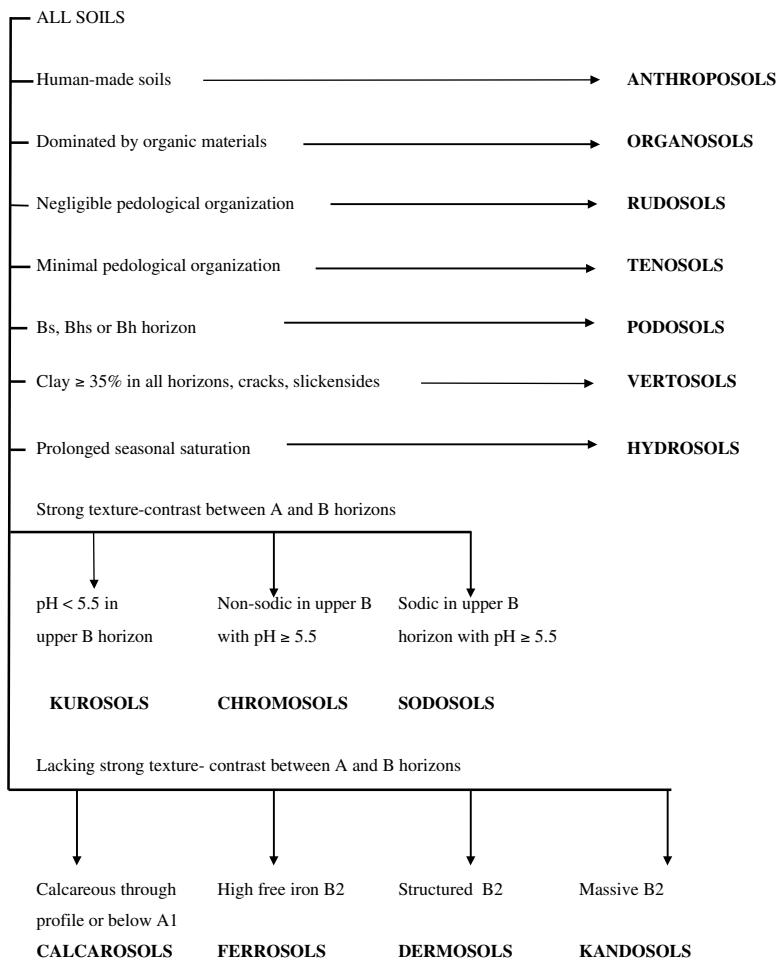 ALL SOILS
Human-made soils ANTHROPOSOLS
Dominated by organic materials ORGANOSOLS
Negligible pedological organization RUDOSOLS
Minimal pedological organization TENOSOLS
Bs, Bhs or Bh horizon PODOSOLS
Clay ≥ 35% in all horizons, cracks, slickensides VERTOSOLS
Prolonged seasonal saturation HYDROSOLS
Strong texture-contrast between A and B horizons
pH < 5.5 in
upper B horizon
KUROSOLS
Non-sodic in upper B
with pH ≥ 5.5
CHROMOSOLS
Sodic in upper B
horizon with pH ≥ 5.5
SODOSOLS
Lacking strong texture- contrast between A and B horizons
Calcareous through
profile or below A1
CALCAROSOLS
High free iron B2
FERROSOLS
Structured B2
DERMOSOLS
Massive B2
KANDOSOLS